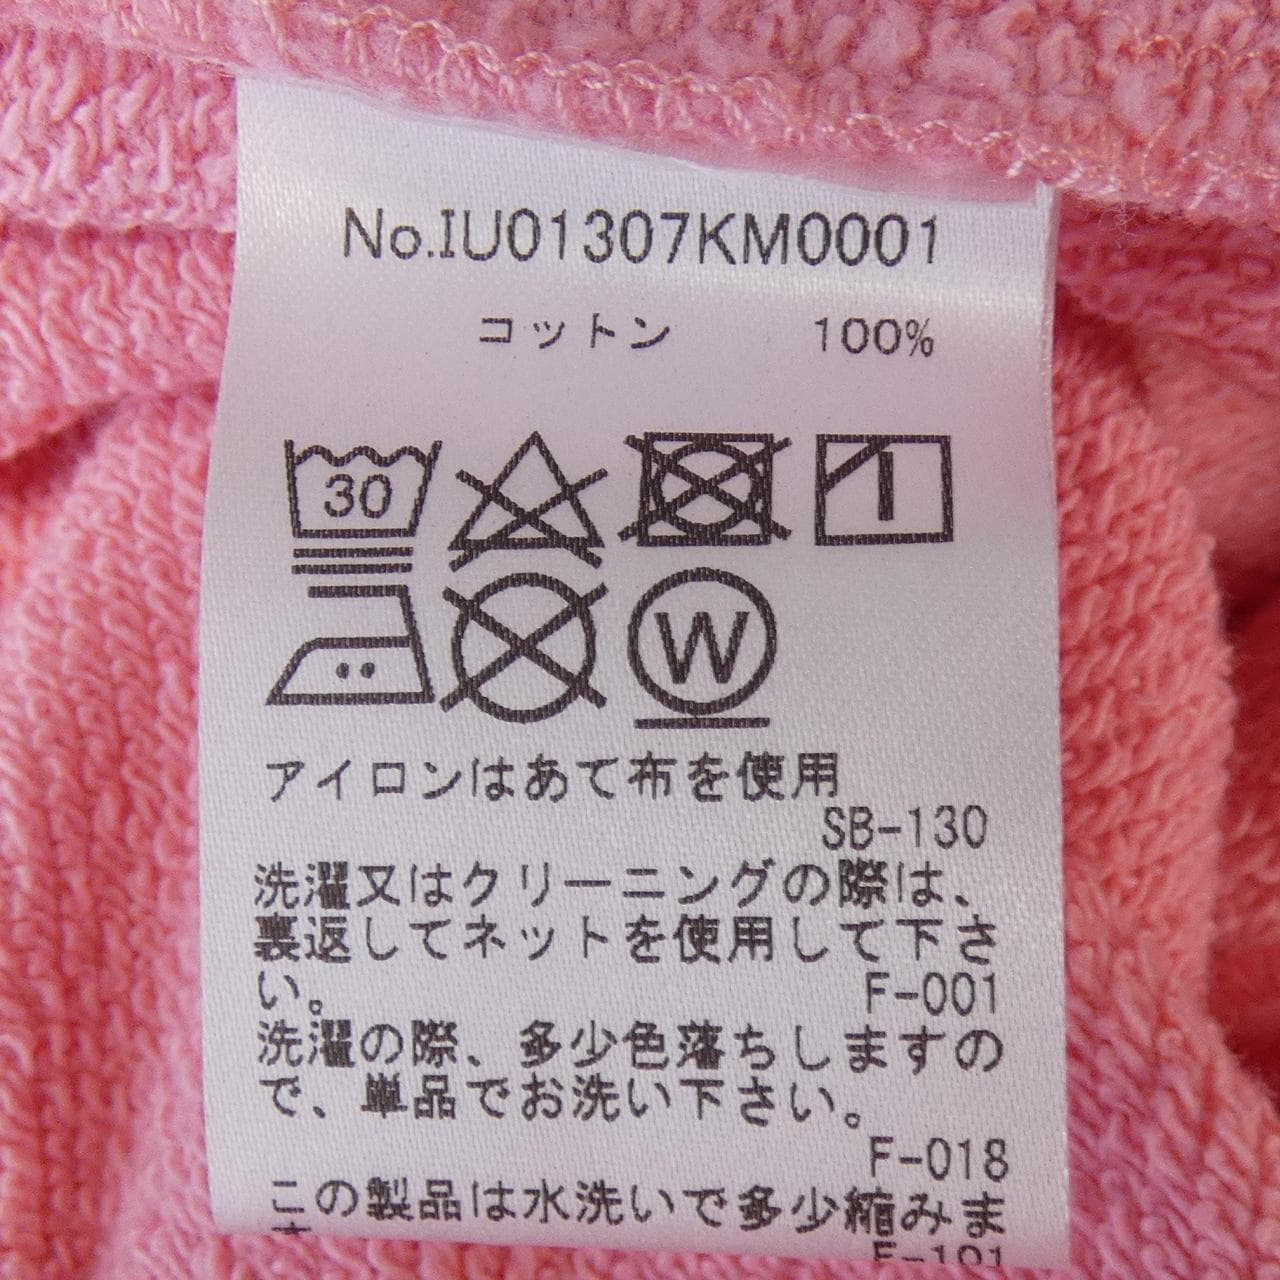 No.IU01307KM0001
コットン 100%
30
W
アイロンはあて布を使用
SB-130
洗濯又はクリーニングの際は、
裏返してネットを使用して下さ
い。 F-001
洗濯の際、多少色落ちしますの
で、単品でお洗い下さい。
F-018
この製品は水洗いで多少縮みま
す
F-101